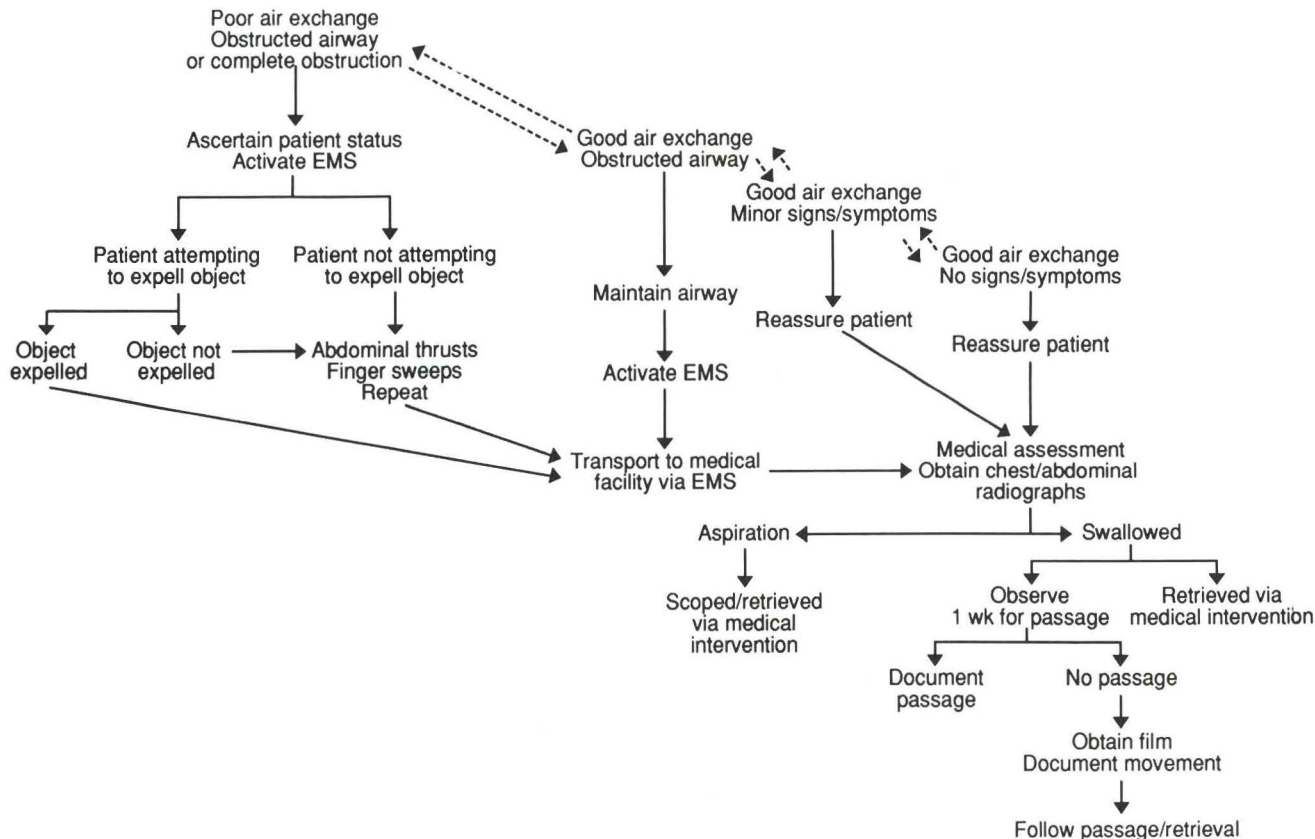 Poor air exchange
Obstructed airway
or complete obstruction
Ascertain patient status
Activate EMS
Good air exchange
Obstructed airway
Good air exchange
Minor signs/symptoms
Good air exchange
No signs/symptoms
Patient attempting
to expell object
Patient not attempting
to expell object
Maintain airway
Reassure patient
Reassure patient
Object
expelled
Object not
expelled
Abdominal thrusts
Finger sweeps
Repeat
Activate EMS
Transport to medical
facility via EMS
Medical assessment
Obtain chest/abdominal
radiographs
Aspiration
Swallowed
Scoped/retrieved
via medical
intervention
Observe
1 wk for passage
Retrieved via
medical intervention
Document
passage
No passage
Obtain film
Document movement
Follow passage/retrieval